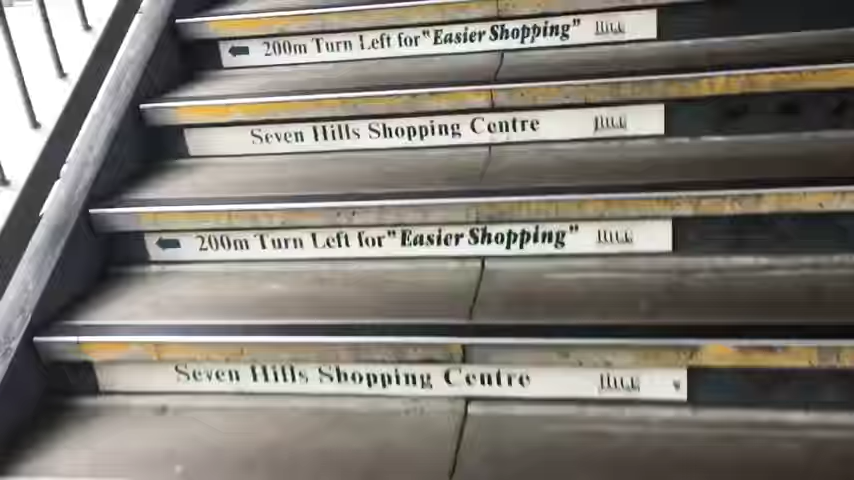 200m Turn Left for "Easier Shopping"
Seven Hills Shopping Centre
200m Turn Left for "Easier Shopping"
Seven Hills Shopping Centre